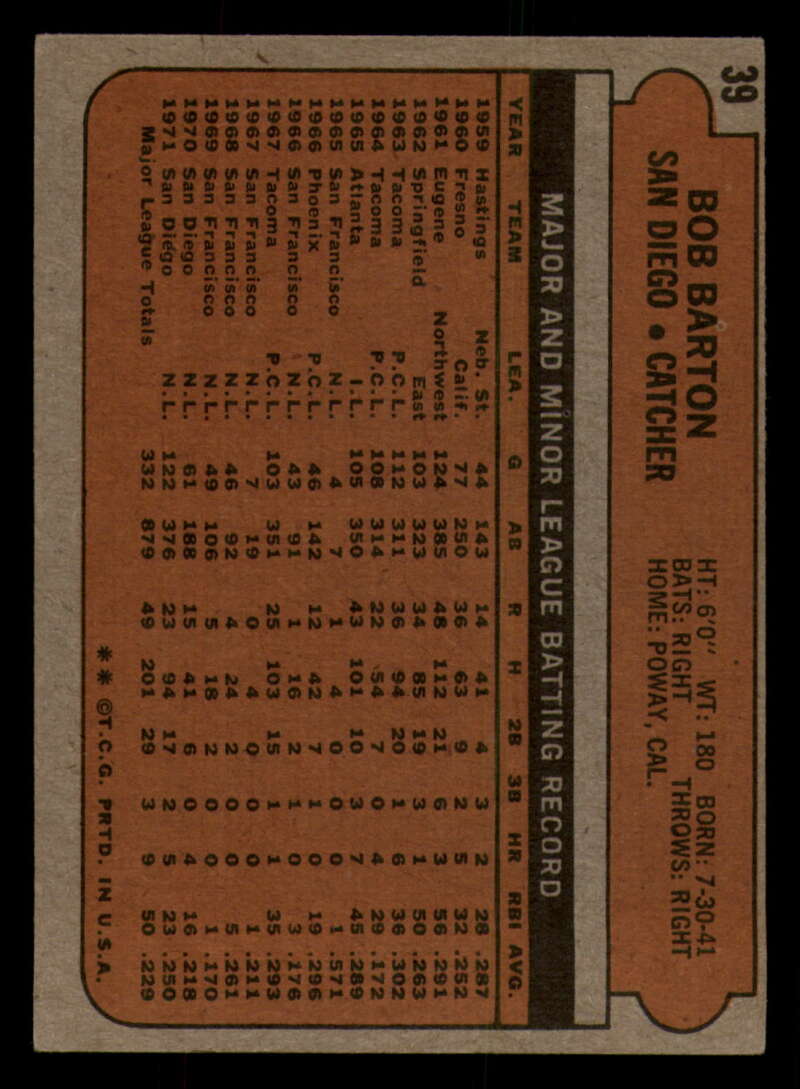 39
BOB BARTON
SAN DIEGO • CATCHER
HT: 6'0" WT: 180 BORN: 7-30-41
BATS: RIGHT THROWS: RIGHT
HOME: POWAY, CAL.
MAJOR AND MINOR LEAGUE BATTING RECORD
YEAR TEAM LEA. G AB R H 2B 3B HR RBI AVG.
1959 Hastings Neb. St. 44 143 14 41 4 3 2 28 .287
1960 Fresno Calif. 77 250 36 63 9 2 5 32 .252
1961 Eugene Northwest 124 385 48 112 21 6 3 56 .291
1962 Springfield East 103 323 34 85 19 3 1 50 .263
1963 Tacoma P.C.L. 112 311 36 94 20 1 6 36 .302
1964 Tacoma P.C.L. 108 314 22 54 7 0 4 29 .172
1965 Atlanta I.L. 105 350 43 101 10 3 7 45 .289
1965 San Francisco N.L. 4 7 1 4 0 0 0 1 .571
1966 Phoenix P.C.L. 46 142 12 42 7 1 0 19 .296
1966 San Francisco N.L. 43 91 1 16 2 1 0 3 .176
1967 Tacoma P.C.L. 103 351 25 103 15 1 1 35 .293
1967 San Francisco N.L. 7 19 0 4 0 0 0 1 .211
1968 San Francisco N.L. 46 92 4 24 2 0 0 5 .261
1969 San Francisco N.L. 49 106 5 18 2 0 0 1 .170
1970 San Diego N.L. 61 188 15 41 6 0 4 16 .218
1971 San Diego N.L. 122 376 23 94 17 2 5 23 .250
Major League Totals 332 879 49 201 29 3 9 50 .229
** ©T.C.G. PRTD. IN U.S.A.